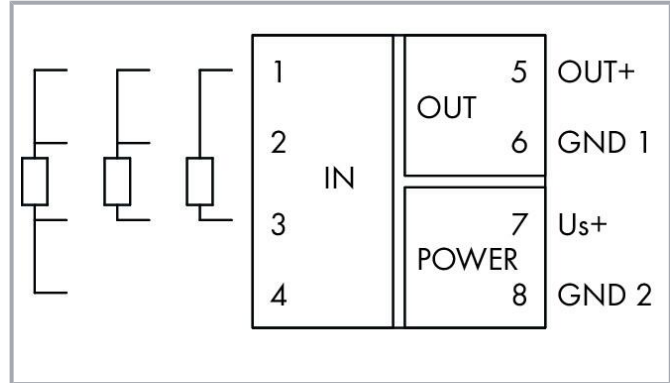 1
2
3
4
IN
OUT
5 OUT+
6 GND 1
POWER
7 Us+
8 GND 2